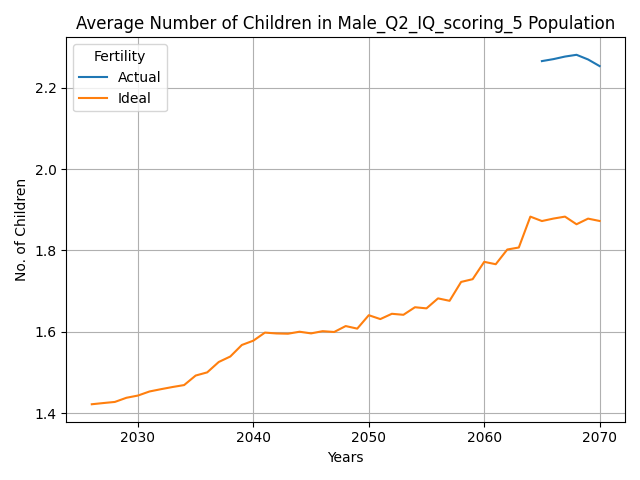 Average Number of Children in Male_Q2_IQ_scoring_5 Population
Fertility
Actual
Ideal
No. of Children
2.2
2.0
1.8
1.6
1.4
2030
2040
2050
2060
2070
Years